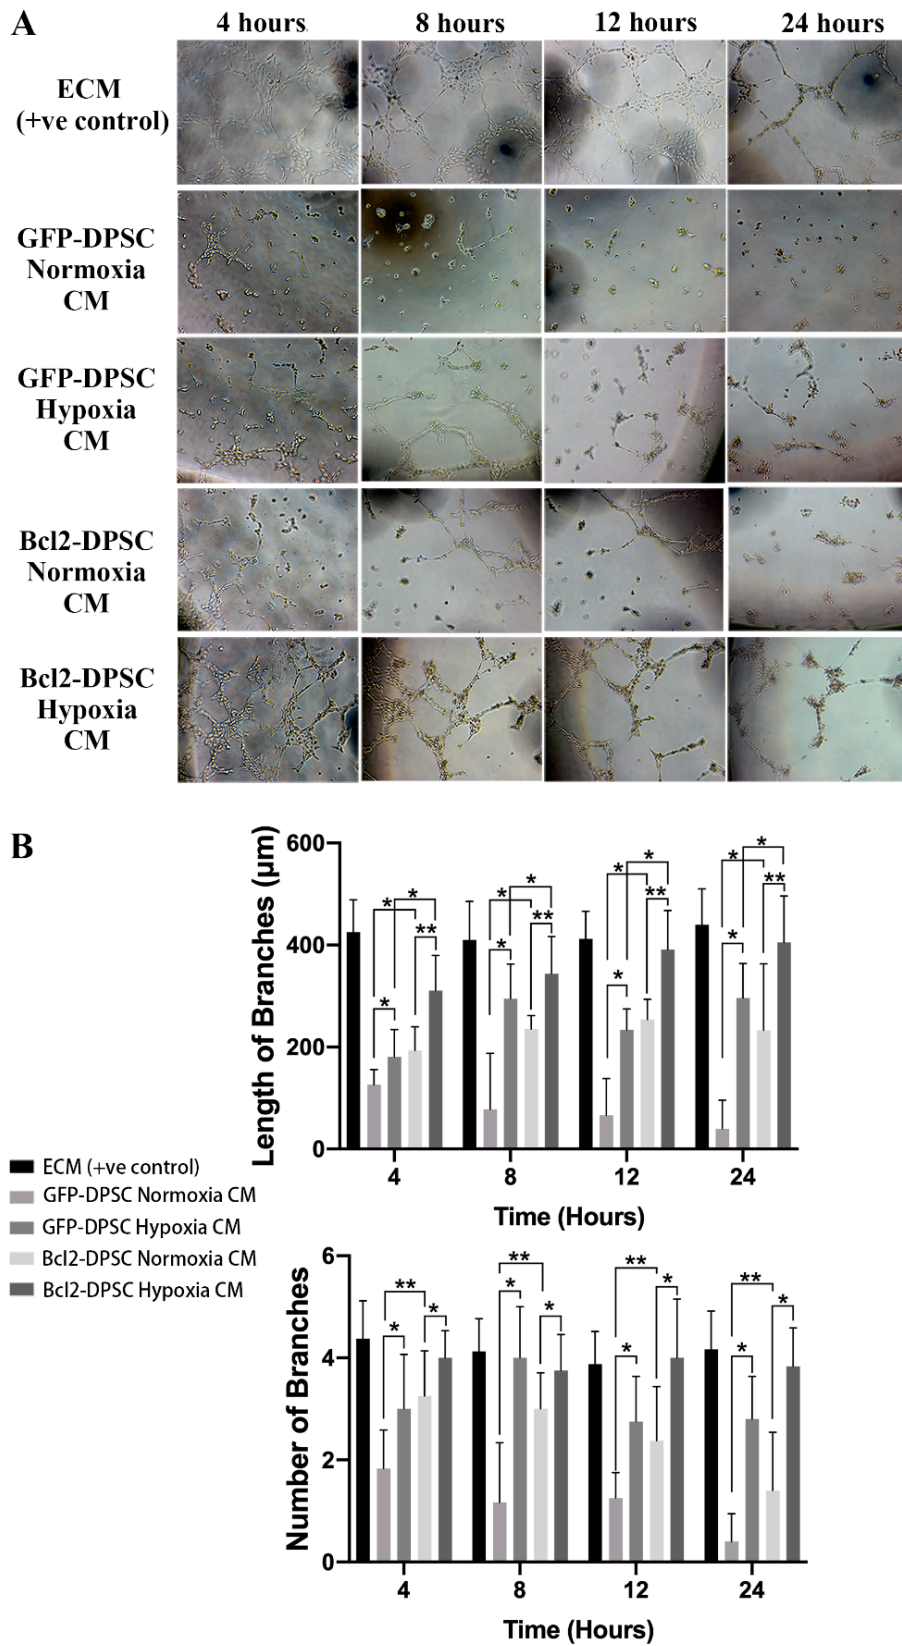 A
4 hours
8 hours
12 hours
24 hours
ECM
(+ve control)
GFP-DPSC
Normoxia
CM
GFP-DPSC
Hypoxia
CM
Bcl2-DPSC
Normoxia
CM
Bcl2-DPSC
Hypoxia
CM
B
Length of Branches (µm)
600
400
200
0
* * * **
* * * **
* * * **
* * * **
4 8 12 24
Time (Hours)
ECM (+ve control)
GFP-DPSC Normoxia CM
GFP-DPSC Hypoxia CM
Bcl2-DPSC Normoxia CM
Bcl2-DPSC Hypoxia CM
Number of Branches
6
4
2
0
** * *
** * *
** * *
** * *
4 8 12 24
Time (Hours)